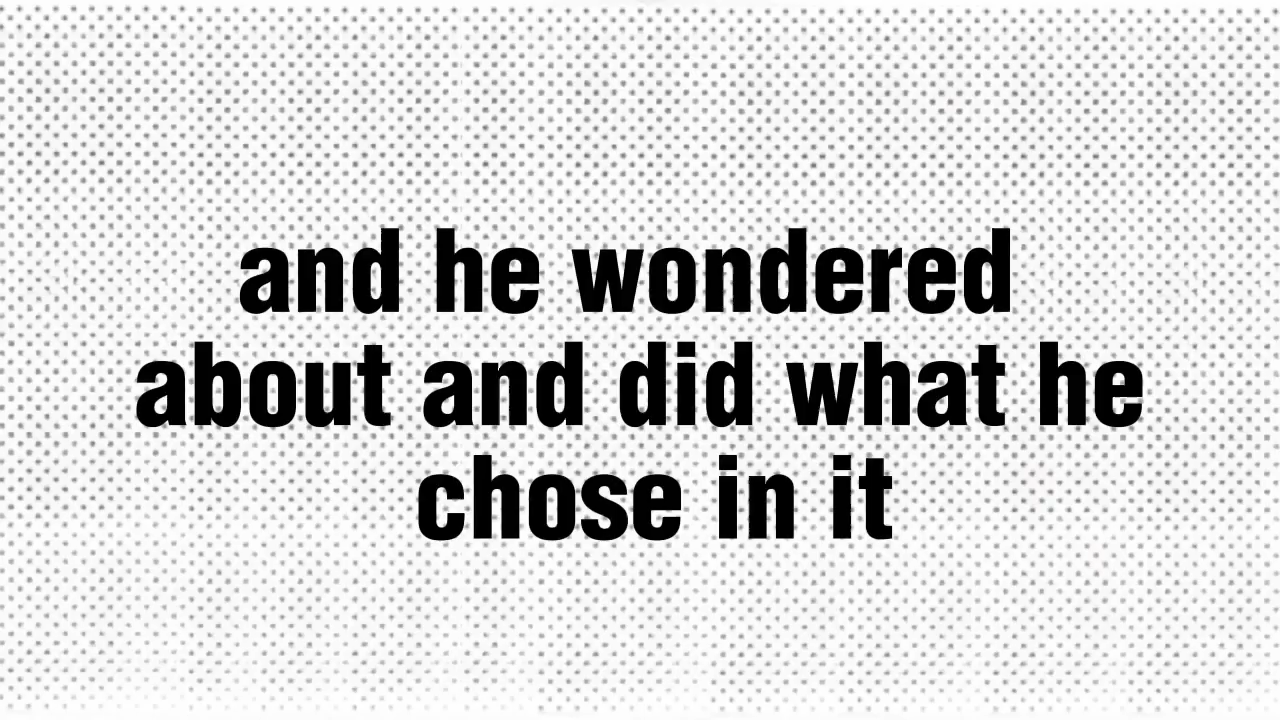 and he wondered
about and did what he
chose in it